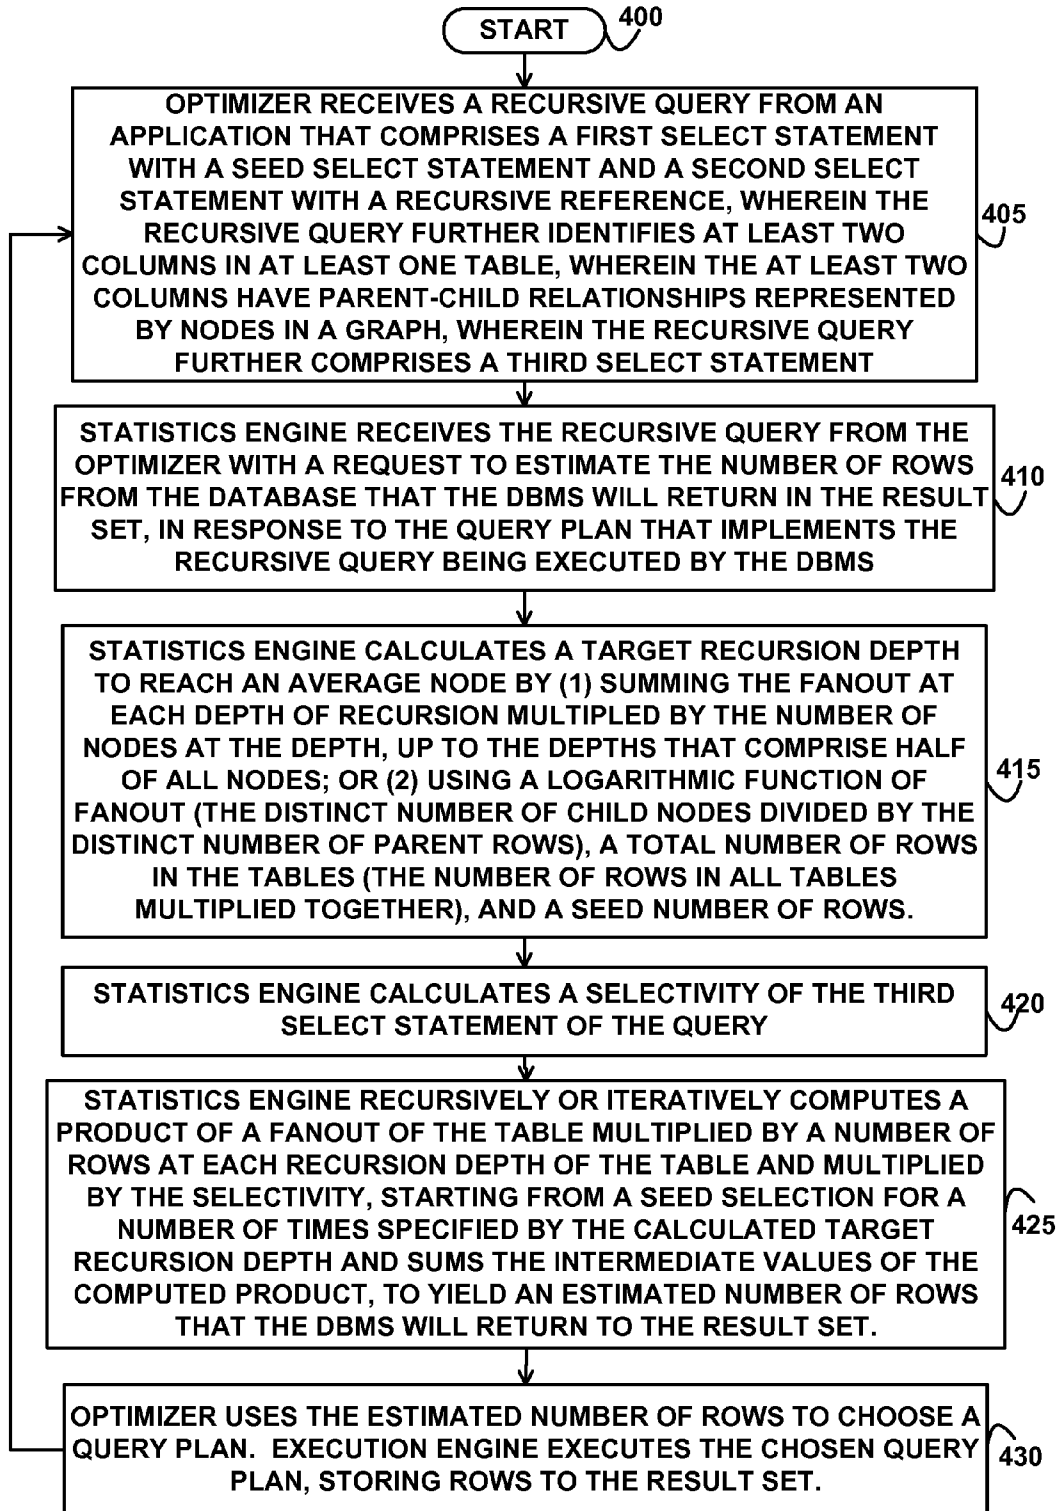 START
400
OPTIMIZER RECEIVES A RECURSIVE QUERY FROM AN
APPLICATION THAT COMPRISES A FIRST SELECT STATEMENT
WITH A SEED SELECT STATEMENT AND A SECOND SELECT
STATEMENT WITH A RECURSIVE REFERENCE, WHEREIN THE
RECURSIVE QUERY FURTHER IDENTIFIES AT LEAST TWO
COLUMNS IN AT LEAST ONE TABLE, WHEREIN THE AT LEAST TWO
COLUMNS HAVE PARENT-CHILD RELATIONSHIPS REPRESENTED
BY NODES IN A GRAPH, WHEREIN THE RECURSIVE QUERY
FURTHER COMPRISES A THIRD SELECT STATEMENT
405
STATISTICS ENGINE RECEIVES THE RECURSIVE QUERY FROM THE
OPTIMIZER WITH A REQUEST TO ESTIMATE THE NUMBER OF ROWS
FROM THE DATABASE THAT THE DBMS WILL RETURN IN THE RESULT
SET, IN RESPONSE TO THE QUERY PLAN THAT IMPLEMENTS THE
RECURSIVE QUERY BEING EXECUTED BY THE DBMS
410
STATISTICS ENGINE CALCULATES A TARGET RECURSION DEPTH
TO REACH AN AVERAGE NODE BY (1) SUMMING THE FANOUT AT
EACH DEPTH OF RECURSION MULTIPLED BY THE NUMBER OF
NODES AT THE DEPTH, UP TO THE DEPTHS THAT COMPRISE HALF
OF ALL NODES; OR (2) USING A LOGARITHMIC FUNCTION OF
FANOUT (THE DISTINCT NUMBER OF CHILD NODES DIVIDED BY THE
DISTINCT NUMBER OF PARENT ROWS), A TOTAL NUMBER OF ROWS
IN THE TABLES (THE NUMBER OF ROWS IN ALL TABLES
MULTIPLIED TOGETHER), AND A SEED NUMBER OF ROWS.
415
STATISTICS ENGINE CALCULATES A SELECTIVITY OF THE THIRD
SELECT STATEMENT OF THE QUERY
420
STATISTICS ENGINE RECURSIVELY OR ITERATIVELY COMPUTES A
PRODUCT OF A FANOUT OF THE TABLE MULTIPLIED BY A NUMBER OF
ROWS AT EACH RECURSION DEPTH OF THE TABLE AND MULTIPLIED
BY THE SELECTIVITY, STARTING FROM A SEED SELECTION FOR A
NUMBER OF TIMES SPECIFIED BY THE CALCULATED TARGET
RECURSION DEPTH AND SUMS THE INTERMEDIATE VALUES OF THE
COMPUTED PRODUCT, TO YIELD AN ESTIMATED NUMBER OF ROWS
THAT THE DBMS WILL RETURN TO THE RESULT SET.
425
OPTIMIZER USES THE ESTIMATED NUMBER OF ROWS TO CHOOSE A
QUERY PLAN. EXECUTION ENGINE EXECUTES THE CHOSEN QUERY
PLAN, STORING ROWS TO THE RESULT SET.
430